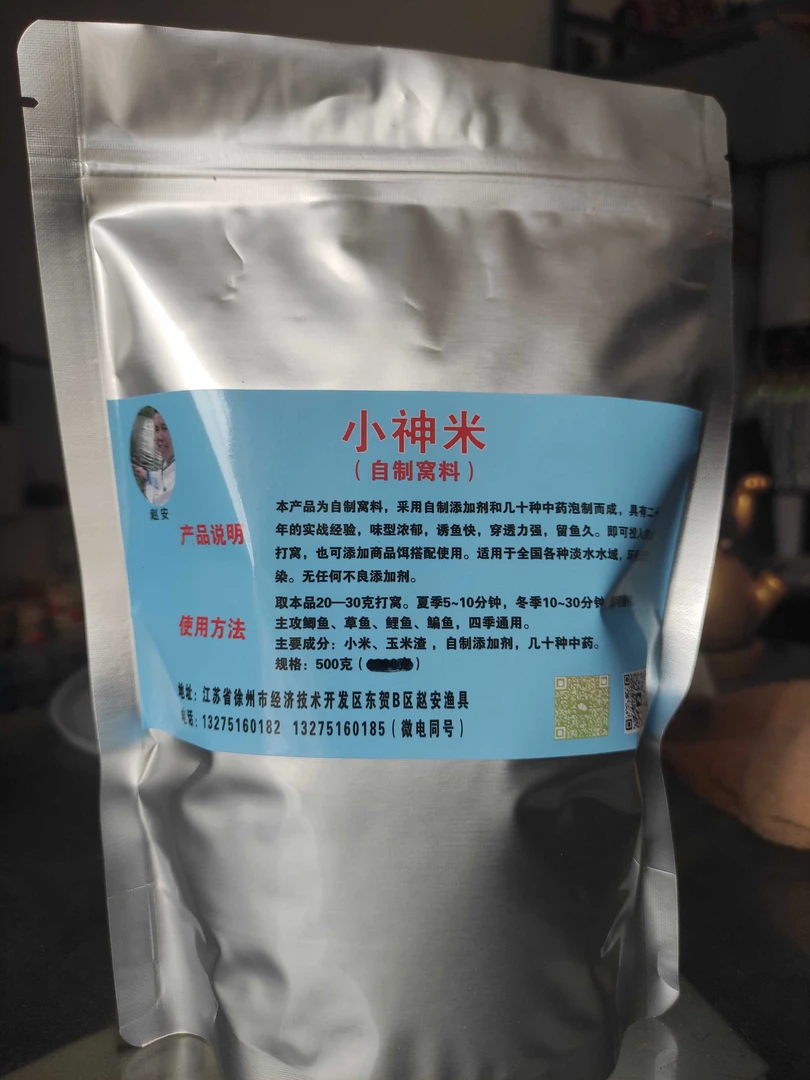 小神米
（自制窝料）
赵安
产品说明
本产品为自制窝料，采用自制添加剂和几十种中药泡制而成，具有二十
年的实战经验，味型浓郁，诱鱼快，穿透力强，留鱼久。即可投入
打窝，也可添加商品饵搭配使用。适用于全国各种淡水水域，
染。无任何不良添加剂。
使用方法
取本品20—30克打窝。夏季5~10分钟，冬季10~30分钟
主攻鲫鱼、草鱼、鲤鱼、鳊鱼，四季通用。
主要成分：小米、玉米渣，自制添加剂，几十种中药。
规格：500克（ ）
地址：江苏省徐州市经济技术开发区东贺B区赵安渔具
电话：13275160182 13275160185（微电同号）